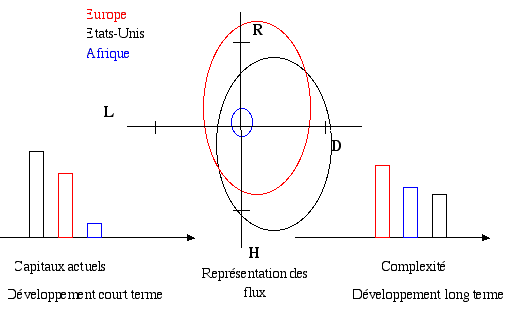 Europe
Etats-Unis
Afrique
R
L
D
H
Capitaux actuels
Développement court terme
Représentation des
flux
Complexité
Développement long terme